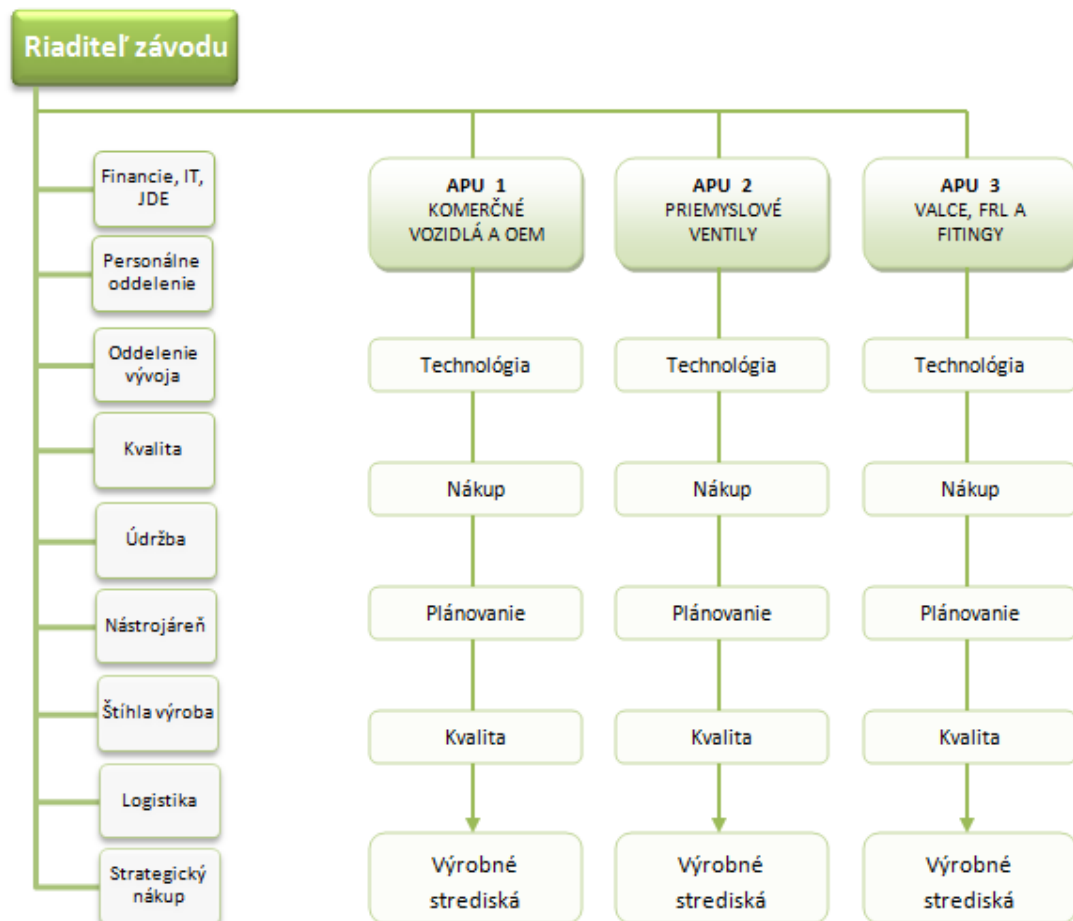 Riaditeľ závodu
Financie, IT,
JDE
Personálne
oddelenie
Oddelenie
vývoja
Kvalita
Údržba
Nástrojáreň
Štíhla výroba
Logistika
Strategický
nákup
APU 1
KOMERČNÉ
VOZIDLÁ A OEM
Technológia
Nákup
Plánovanie
Kvalita
Výrobné
strediská
APU 2
PRIEMYSLOVÉ
VENTILY
Technológia
Nákup
Plánovanie
Kvalita
Výrobné
strediská
APU 3
VALCE, FRL A
FITINGY
Technológia
Nákup
Plánovanie
Kvalita
Výrobné
strediská